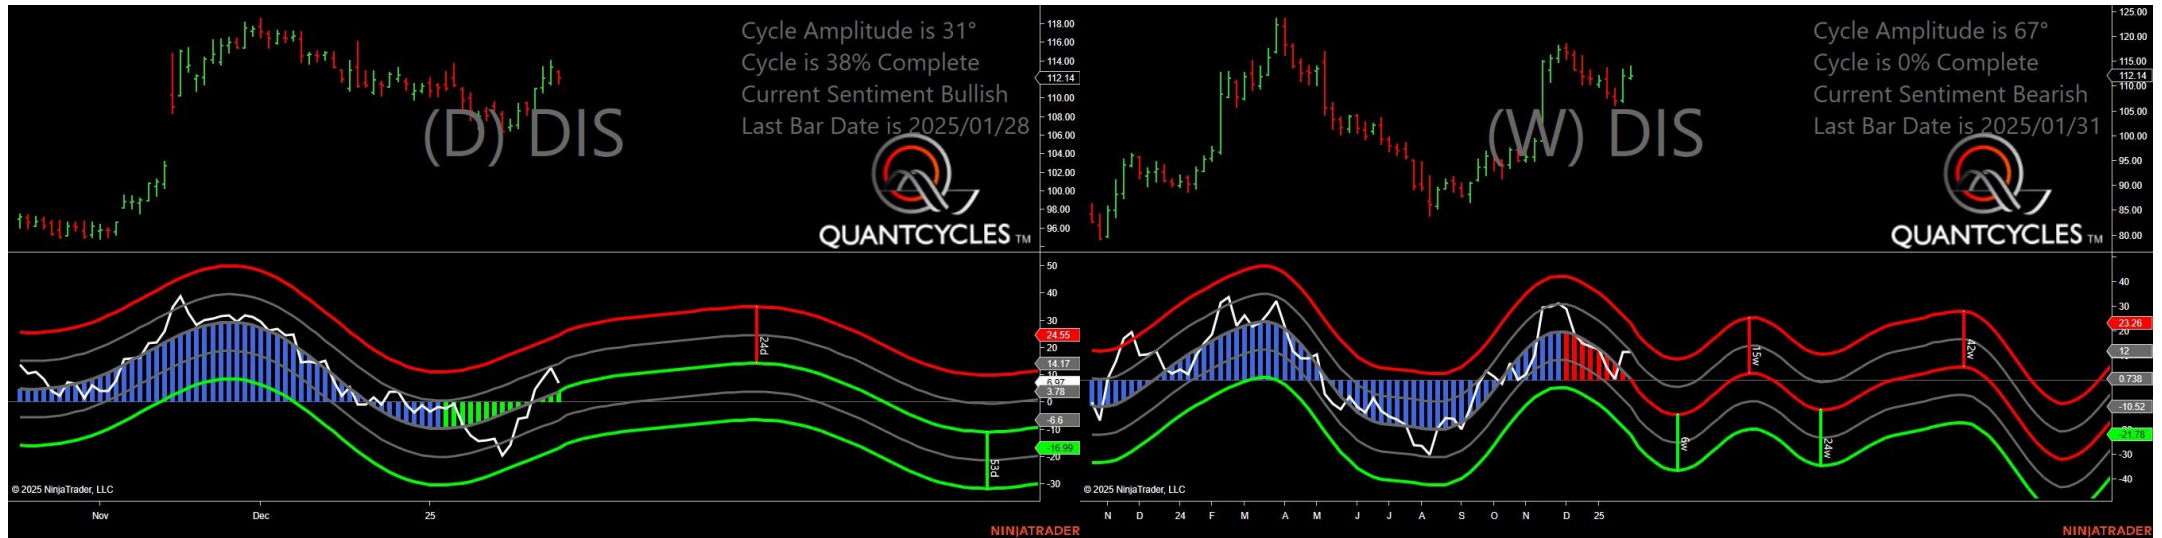 Cycle Amplitude is 31°
Cycle is 38% Complete
Current Sentiment Bullish
Last Bar Date is 2025/01/28
(D) DIS
QUANTCYCLES TM
118.00
116.00
114.00
112.14
110.00
108.00
106.00
104.00
102.00
100.00
98.00
96.00
50
40
30
24.55
20
14.17
10
6.97
3.78
0
-6.6
-10
-16.99
-20
-30
24d
53d
© 2025 NinjaTrader, LLC
Nov Dec 25
NINJATRADER
Cycle Amplitude is 67°
Cycle is 0% Complete
Current Sentiment Bearish
Last Bar Date is 2025/01/31
(W) DIS
QUANTCYCLES TM
125.00
120.00
115.00
112.14
110.00
105.00
100.00
95.00
90.00
85.00
80.00
40
30
23.26
20
12
0.738
-10.52
-21.78
-30
-40
6w
15w
24w
42w
© 2025 NinjaTrader, LLC
N D 24 F M A M J J A S O N D 25
NINJATRADER